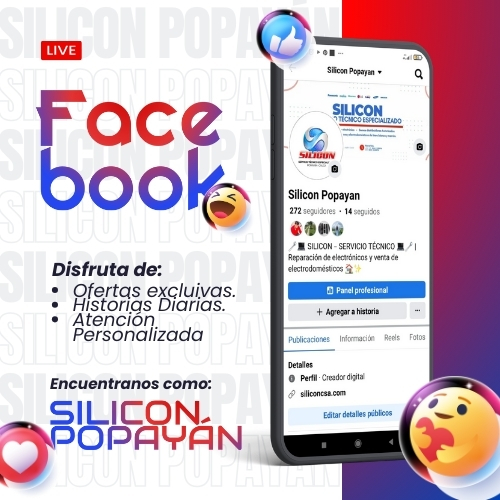 SILICON POPAYÁN
LIVE
Face
book
Disfruta de:
• Ofertas excluivas.
• Historias Diarias.
• Atención
Personalizada
Encuentranos como:
SILICON
POPAYÁN
Silicon Popayan
SILICON
O TÉCNICO ESPECIALIZADO
SILICON
Silicon Popayan
272 seguidores • 14 seguidos
SILICON - SERVICIO TÉCNICO |
Reparación de electrónicos y venta de
electrodomésticos
Panel profesional
+ Agregar a historia
...
Publicaciones Información Reels Fotos
Detalles
Perfil · Creador digital
siliconcsa.com
Editar detalles públicos